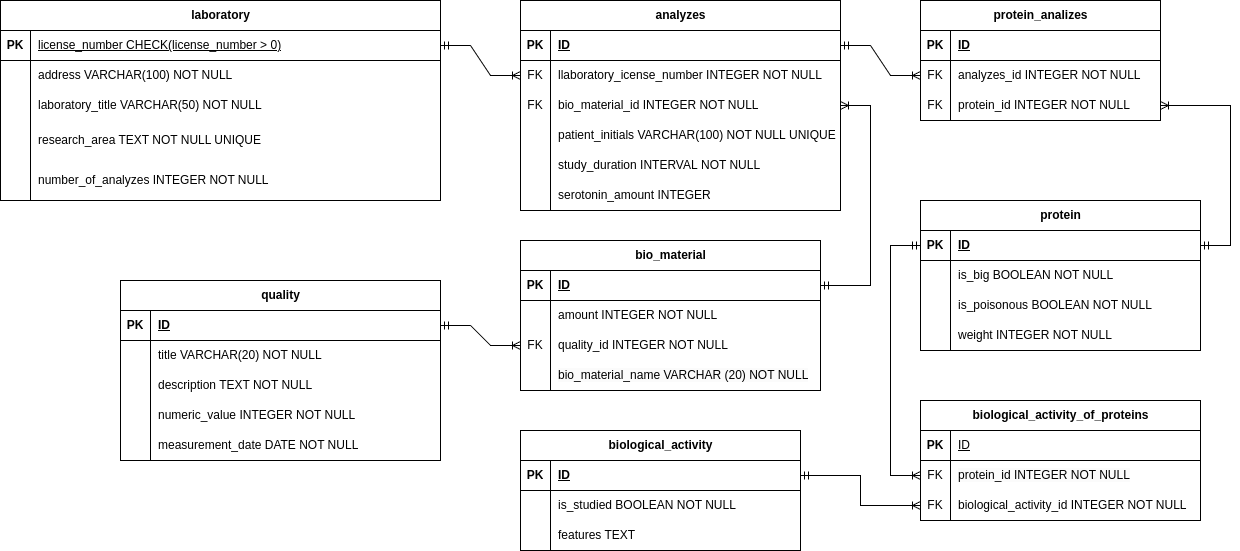 laboratory
PK license_number CHECK(license_number > 0)
address VARCHAR(100) NOT NULL
laboratory_title VARCHAR(50) NOT NULL
research_area TEXT NOT NULL UNIQUE
number_of_analyzes INTEGER NOT NULL
analyzes
PK ID
FK llaboratory_icense_number INTEGER NOT NULL
FK bio_material_id INTEGER NOT NULL
patient_initials VARCHAR(100) NOT NULL UNIQUE
study_duration INTERVAL NOT NULL
serotonin_amount INTEGER
protein_analizes
PK ID
FK analyzes_id INTEGER NOT NULL
FK protein_id INTEGER NOT NULL
protein
PK ID
is_big BOOLEAN NOT NULL
is_poisonous BOOLEAN NOT NULL
weight INTEGER NOT NULL
bio_material
PK ID
amount INTEGER NOT NULL
FK quality_id INTEGER NOT NULL
bio_material_name VARCHAR (20) NOT NULL
quality
PK ID
title VARCHAR(20) NOT NULL
description TEXT NOT NULL
numeric_value INTEGER NOT NULL
measurement_date DATE NOT NULL
biological_activity
PK ID
is_studied BOOLEAN NOT NULL
features TEXT
biological_activity_of_proteins
PK ID
FK protein_id INTEGER NOT NULL
FK biological_activity_id INTEGER NOT NULL